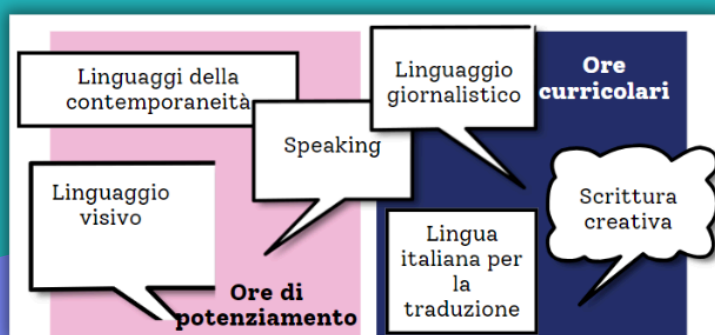 Linguaggi della
contemporaneità
Speaking
Linguaggio
visivo
Ore di
potenziamento
Linguaggio
giornalistico
Ore
curricolari
Lingua
italiana per
la
traduzione
Scrittura
creativa